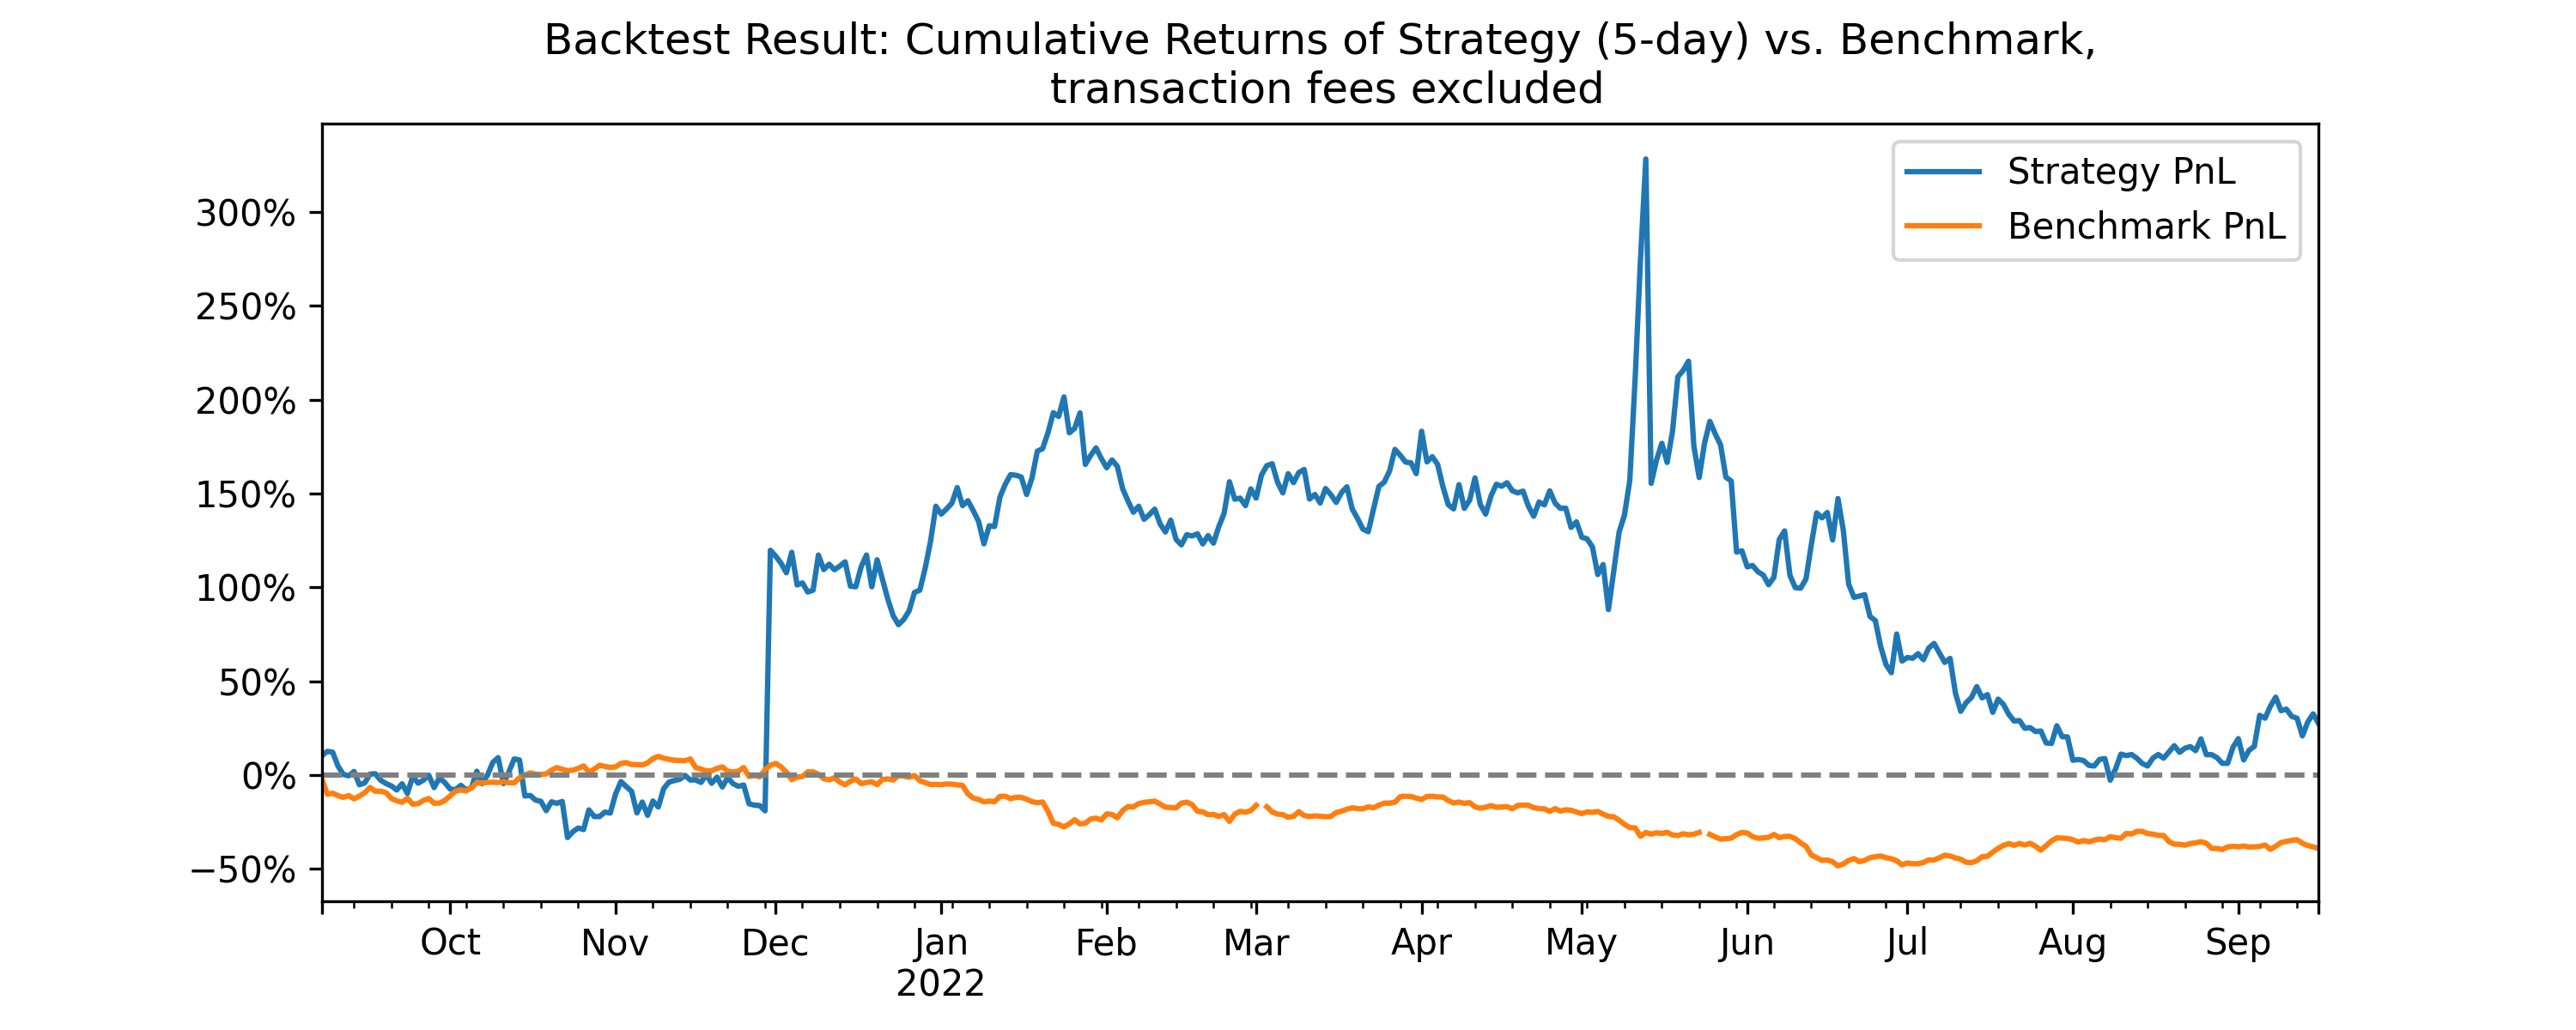 Backtest Result: Cumulative Returns of Strategy (5-day) vs. Benchmark,
transaction fees excluded
Strategy PnL
Benchmark PnL
300%
250%
200%
150%
100%
50%
0%
−50%
Oct Nov Dec Jan Feb Mar Apr May Jun Jul Aug Sep
2022